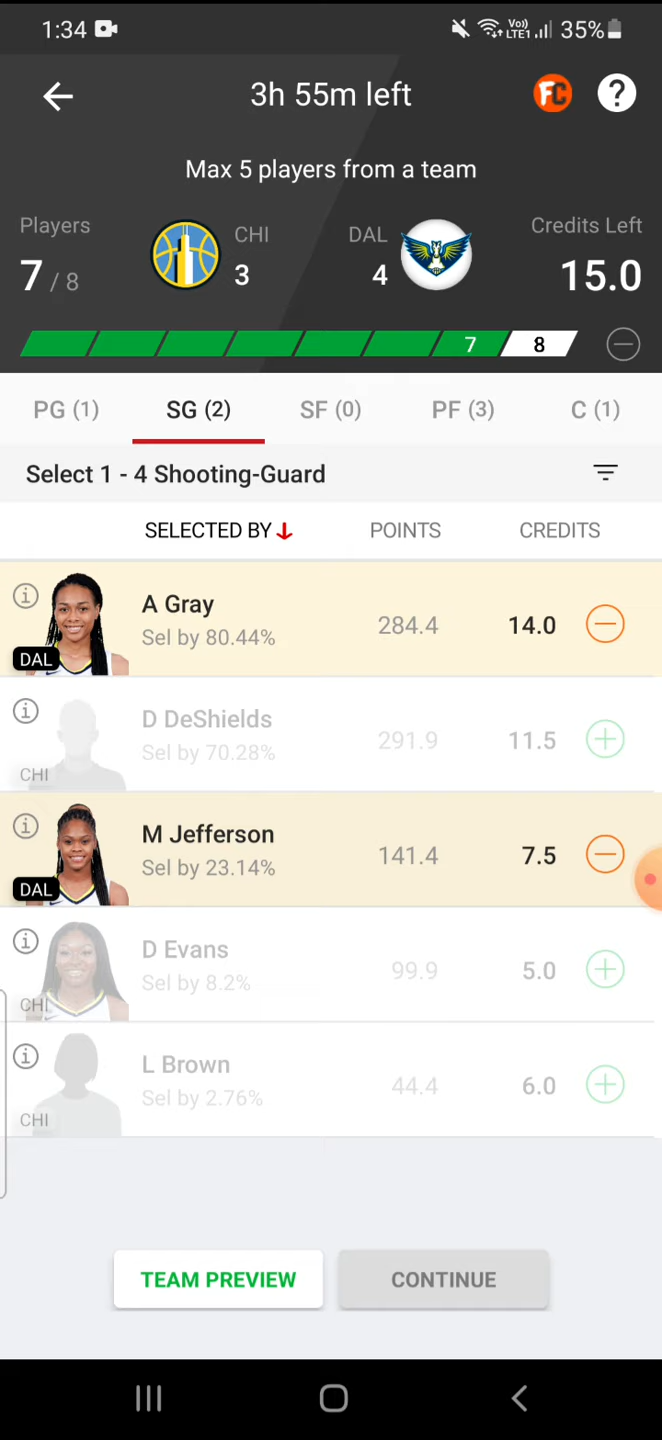 1:34 Vo)) LTE1 35%
3h 55m left FC ?
Max 5 players from a team
Players CHI DAL Credits Left
7 / 8 3 4 15.0
7 8
PG (1) SG (2) SF (0) PF (3) C (1)
Select 1 - 4 Shooting-Guard
SELECTED BY POINTS CREDITS
A Gray
Sel by 80.44% 284.4 14.0
DAL
D DeShields
Sel by 70.28% 291.9 11.5
CHI
M Jefferson
Sel by 23.14% 141.4 7.5
DAL
D Evans
Sel by 8.2% 99.9 5.0
CHI
L Brown
Sel by 2.76% 44.4 6.0
CHI
TEAM PREVIEW CONTINUE